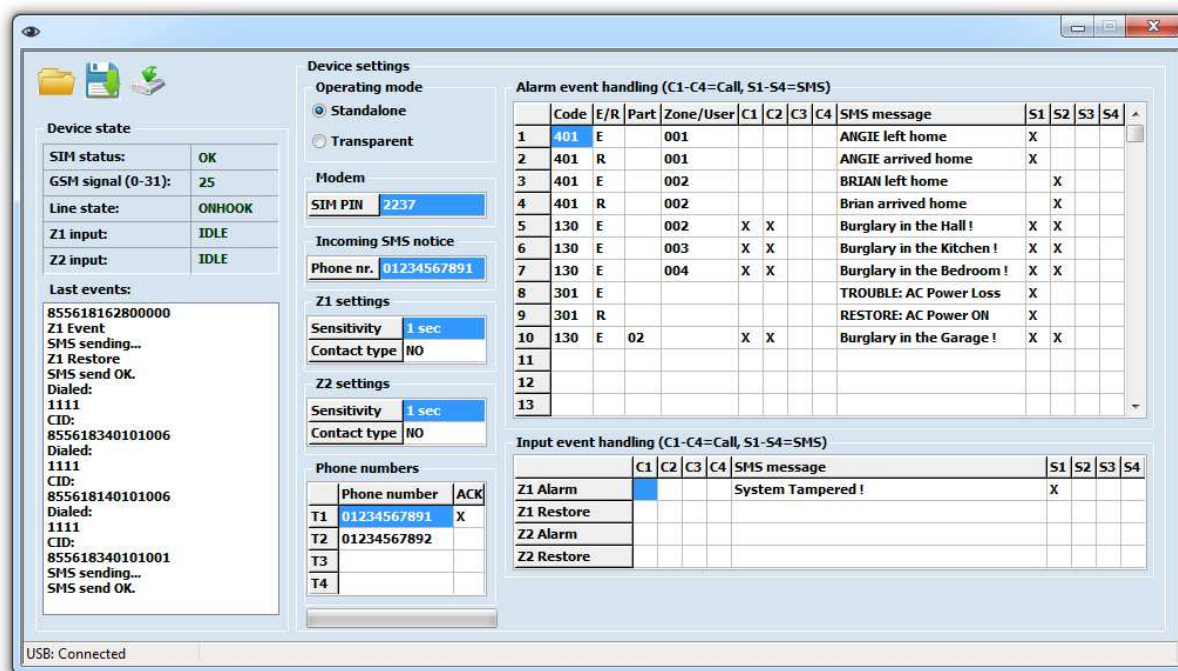 Device settings
Operating mode
Standalone
Transparent
Device state
SIM status: OK
GSM signal (0-31): 25
Line state: ONHOOK
Z1 input: IDLE
Z2 input: IDLE
Last events:
855618162800000
Z1 Event
SMS sending...
Z1 Restore
SMS send OK.
Dialed:
1111
CID:
855618340101006
Dialed:
1111
CID:
855618140101006
Dialed:
1111
CID:
855618340101001
SMS sending...
SMS send OK.
Modem
SIM PIN 2237
Incoming SMS notice
Phone nr. 01234567891
Z1 settings
Sensitivity 1 sec
Contact type NO
Z2 settings
Sensitivity 1 sec
Contact type NO
Phone numbers
Phone number ACK
T1 01234567891 X
T2 01234567892
T3
T4
Alarm event handling (C1-C4=Call, S1-S4=SMS)
Code E/R Part Zone/User C1 C2 C3 C4 SMS message S1 S2 S3 S4
1 401 E 001 ANGIE left home X
2 401 R 001 ANGIE arrived home X
3 401 E 002 BRIAN left home X
4 401 R 002 Brian arrived home X
5 130 E 002 X X Burglary in the Hall ! X X
6 130 E 003 X X Burglary in the Kitchen ! X X
7 130 E 004 X X Burglary in the Bedroom ! X X
8 301 E TROUBLE: AC Power Loss X
9 301 R RESTORE: AC Power ON X
10 130 E 02 X X Burglary in the Garage ! X X
11
12
13
Input event handling (C1-C4=Call, S1-S4=SMS)
C1 C2 C3 C4 SMS message S1 S2 S3 S4
Z1 Alarm System Tampered ! X
Z1 Restore
Z2 Alarm
Z2 Restore
USB: Connected